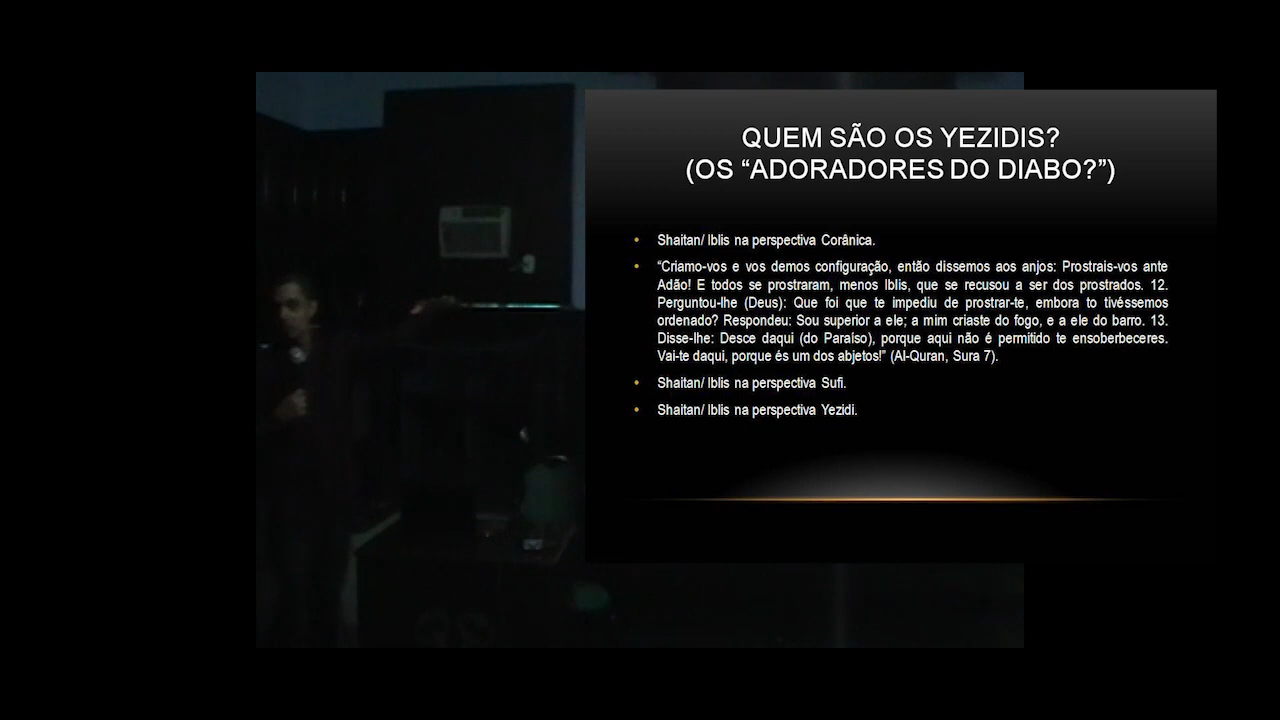 QUEM SÃO OS YEZIDIS?
(OS “ADORADORES DO DIABO?”)
• Shaitan/ Iblis na perspectiva Corânica.
• “Criamo-vos e vos demos configuração, então dissemos aos anjos: Prostrais-vos ante
Adão! E todos se prostraram, menos Iblis, que se recusou a ser dos prostrados. 12.
Perguntou-lhe (Deus): Que foi que te impediu de prostrar-te, embora to tivéssemos
ordenado? Respondeu: Sou superior a ele; a mim criaste do fogo, e a ele do barro. 13.
Disse-lhe: Desce daqui (do Paraíso), porque aqui não é permitido te ensoberbeceres.
Vai-te daqui, porque és um dos abjetos!” (Al-Quran, Sura 7).
• Shaitan/ Iblis na perspectiva Sufi.
• Shaitan/ Iblis na perspectiva Yezidi.